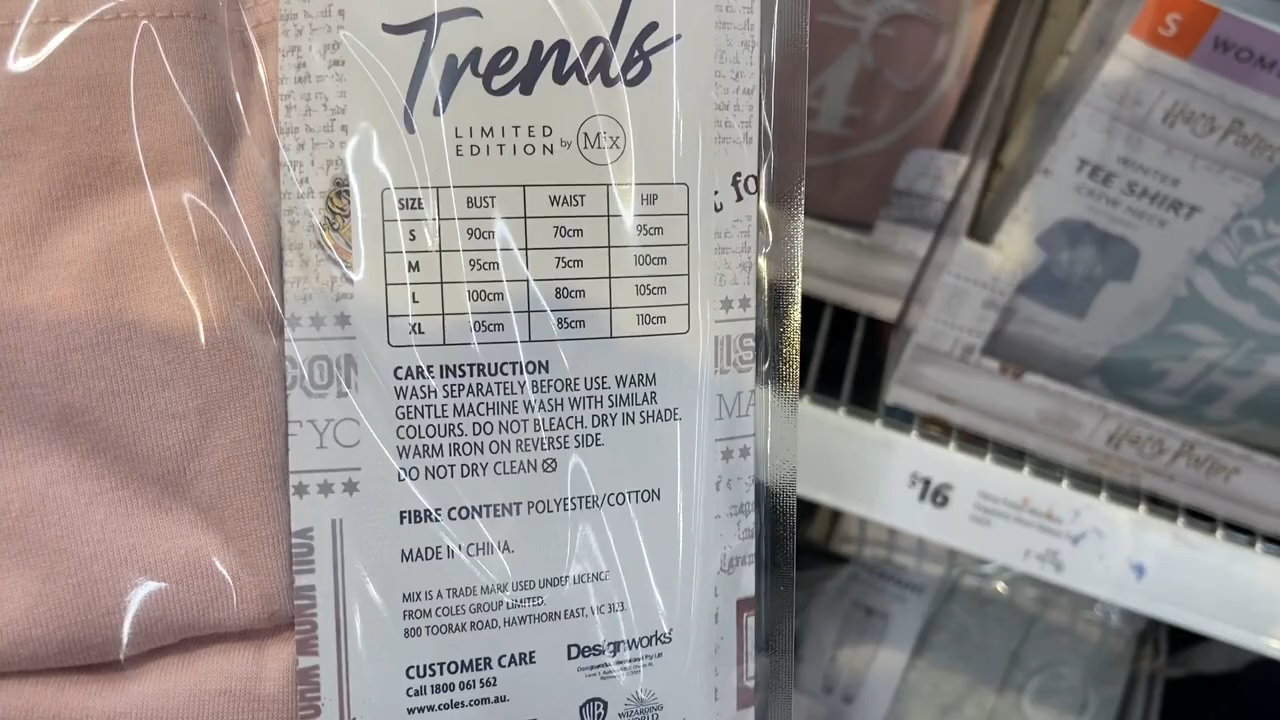 Trends
LIMITED
EDITION by Mix
SIZE BUST WAIST HIP
S 90cm 70cm 95cm
M 95cm 75cm 100cm
L 100cm 80cm 105cm
XL 105cm 85cm 110cm
CARE INSTRUCTION
WASH SEPARATELY BEFORE USE. WARM
GENTLE MACHINE WASH WITH SIMILAR
COLOURS. DO NOT BLEACH. DRY IN SHADE.
WARM IRON ON REVERSE SIDE.
DO NOT DRY CLEAN
FIBRE CONTENT POLYESTER/COTTON
MADE IN CHINA.
MIX IS A TRADE MARK USED UNDER LICENCE
FROM COLES GROUP LIMITED.
800 TOORAK ROAD, HAWTHORN EAST, VIC 3123.
CUSTOMER CARE
Call 1800 061 562
www.coles.com.au.
Designworks
WB
WIZARDING
WORLD
fo
S
Harry Potter
WINTER
TEE SHIRT
CREW NECK
Harry Potter
$16